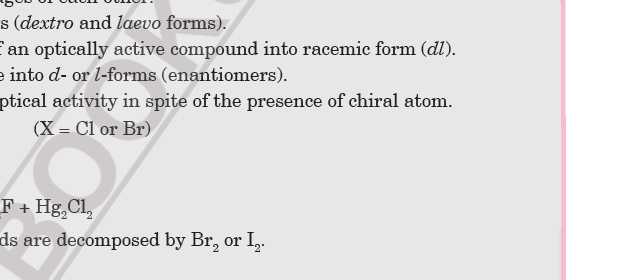 ages of each other.
s (dextro and laevo forms).
f an optically active compound into racemic form (dl).
e into d- or l-forms (enantiomers).
ptical activity in spite of the presence of chiral atom.
(X = Cl or Br)
F + Hg₂Cl₂
ds are decomposed by Br₂ or I₂.
BOOK